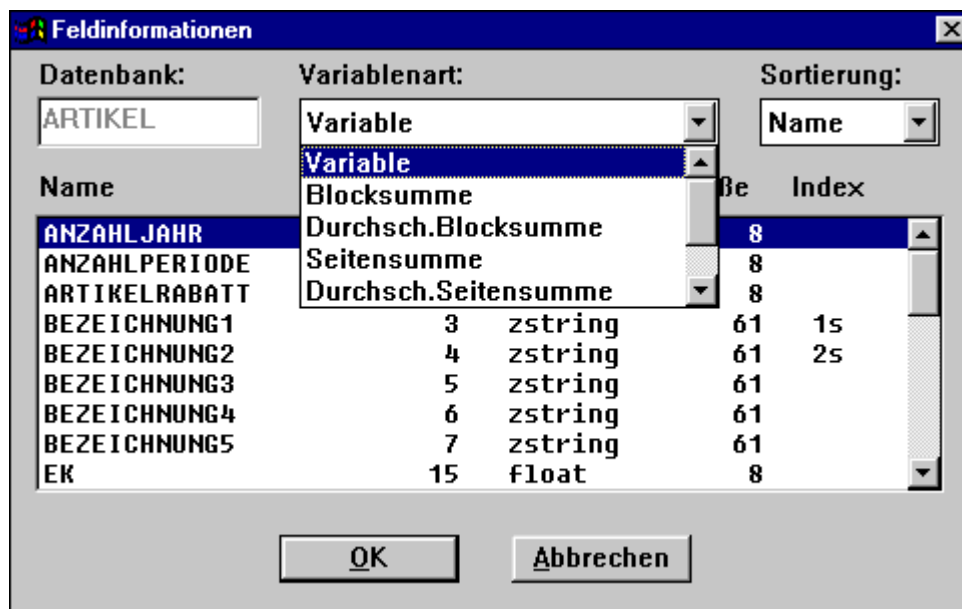 Feldinformationen
Datenbank: Variablenart: Sortierung:
ARTIKEL Variable Name
Variable
Blocksumme
Durchsch.Blocksumme
Seitensumme
Durchsch.Seitensumme
Name ße Index
ANZAHLJAHR 8
ANZAHLPERIODE 8
ARTIKELRABATT 8
BEZEICHNUNG1 3 zstring 61 1s
BEZEICHNUNG2 4 zstring 61 2s
BEZEICHNUNG3 5 zstring 61
BEZEICHNUNG4 6 zstring 61
BEZEICHNUNG5 7 zstring 61
EK 15 float 8
OK Abbrechen